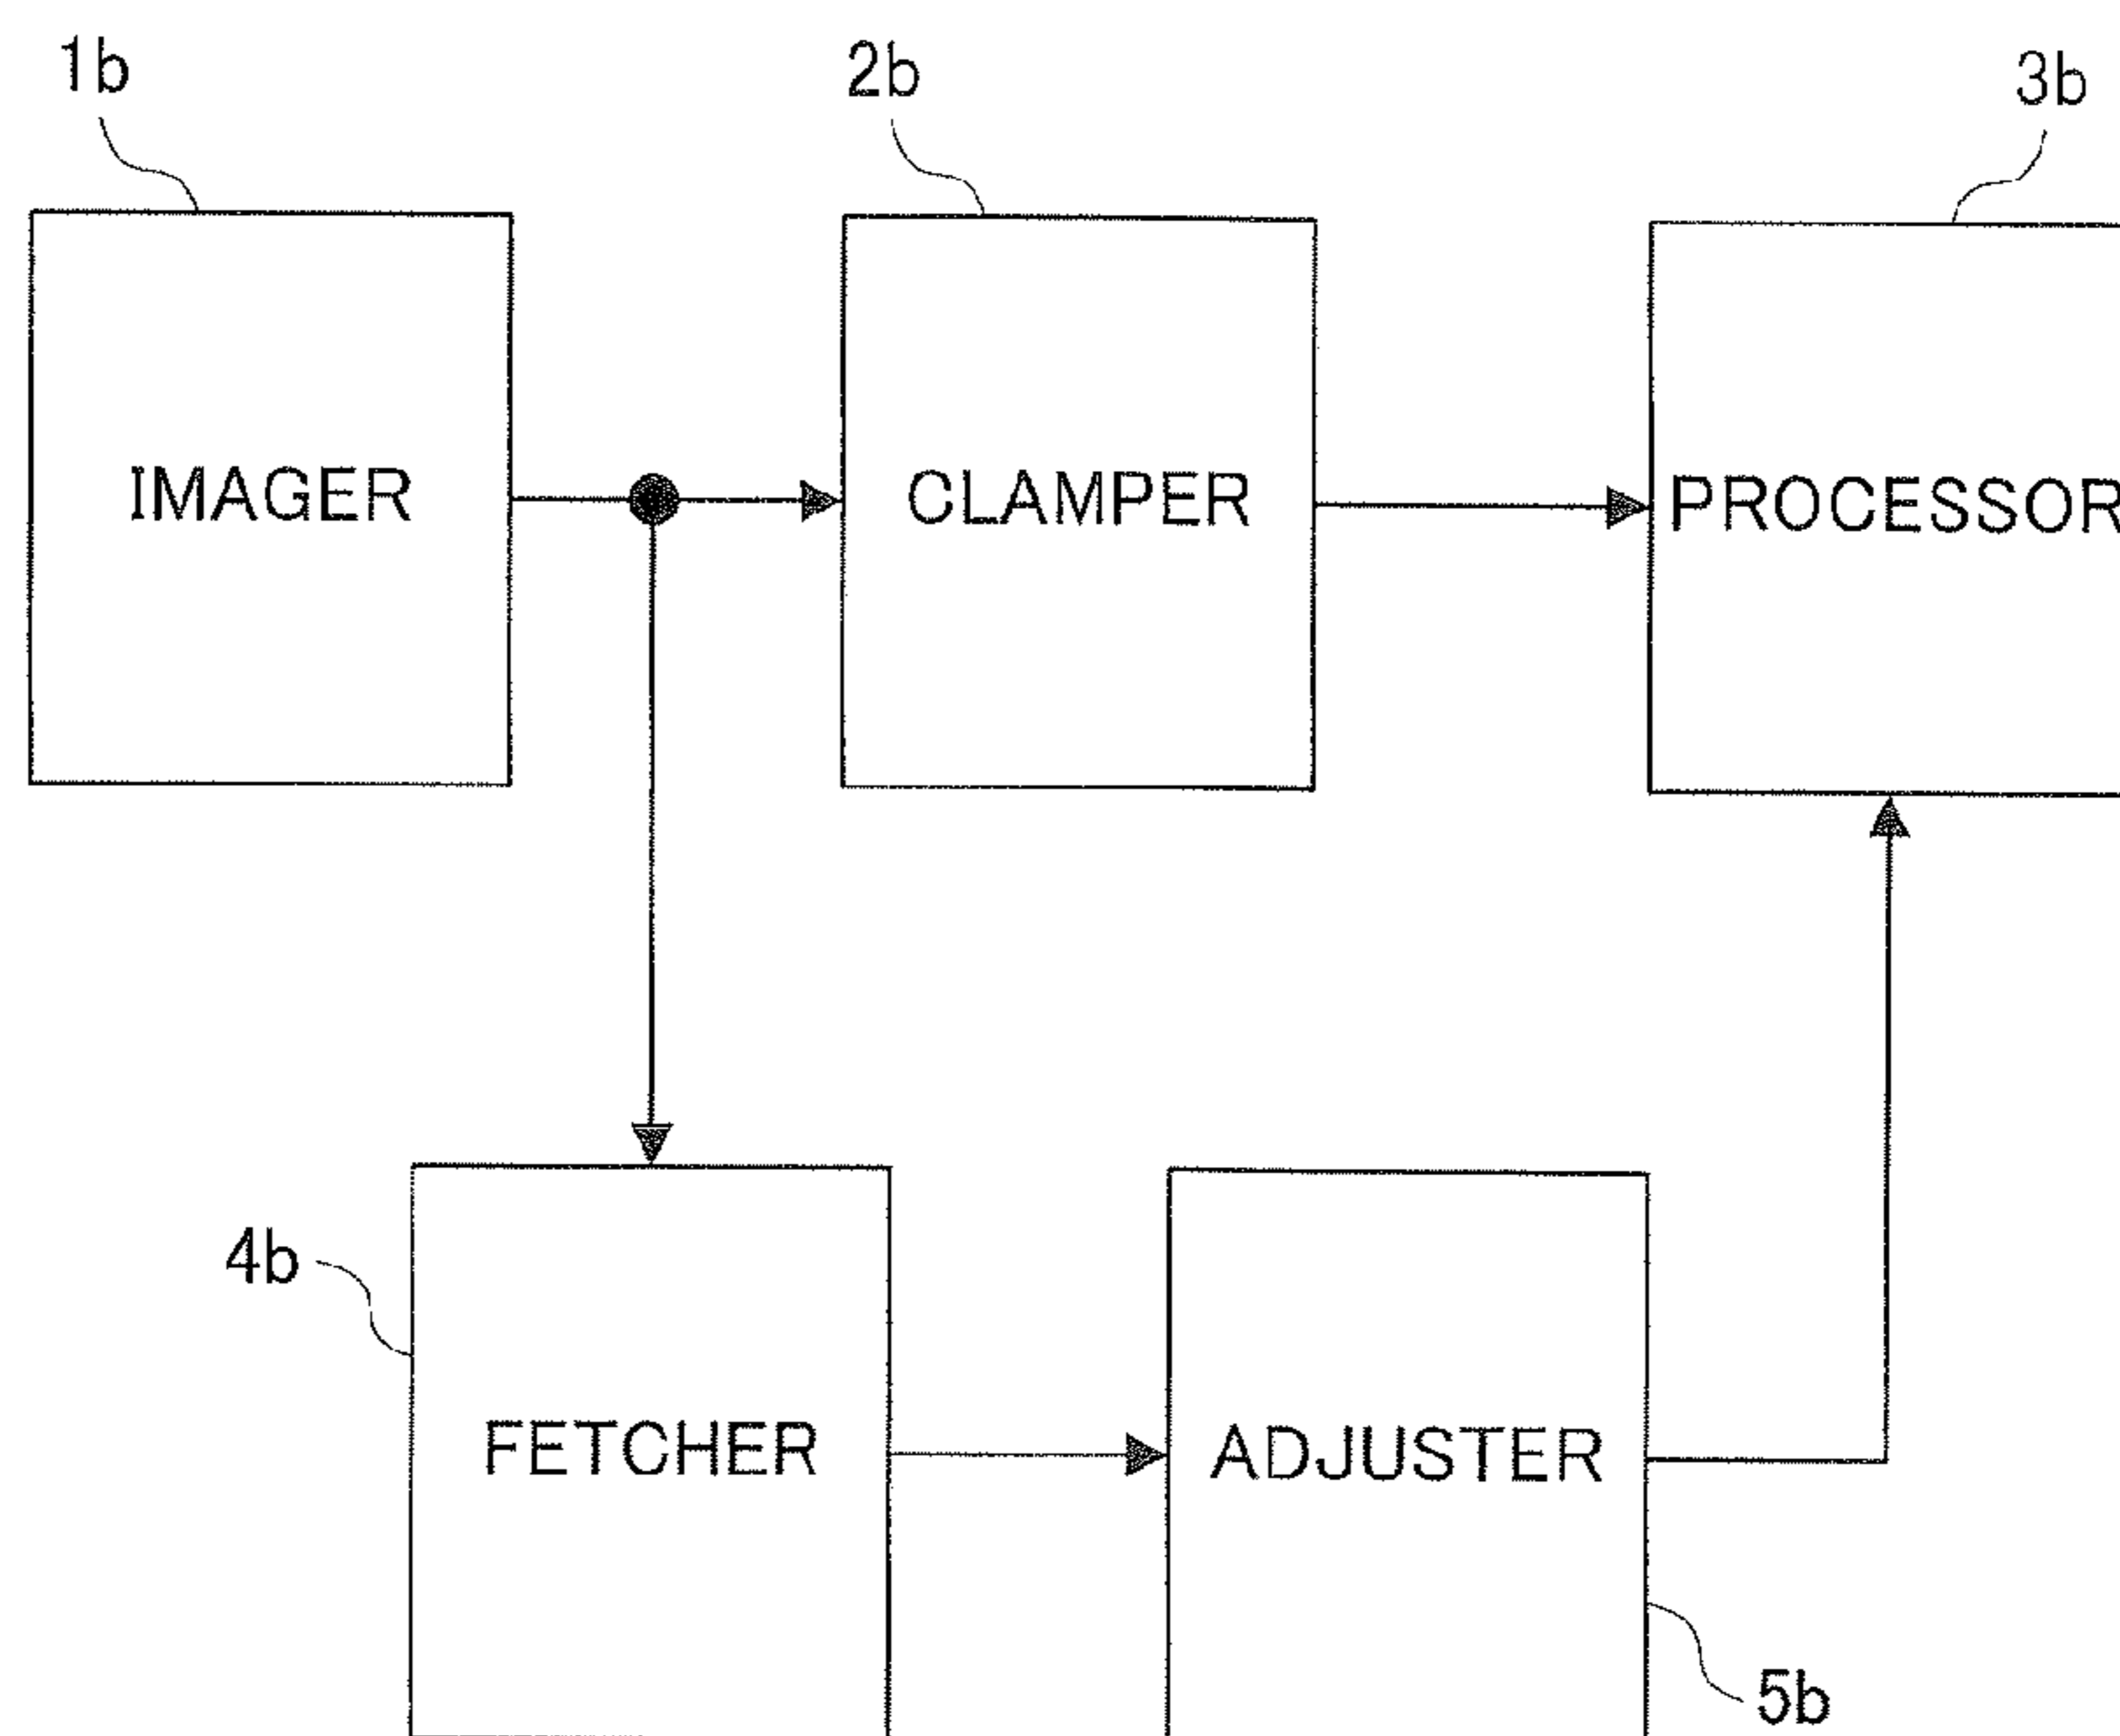 1b
2b
3b
IMAGER
CLAMPER
PROCESSOR
4b
FETCHER
ADJUSTER
5b